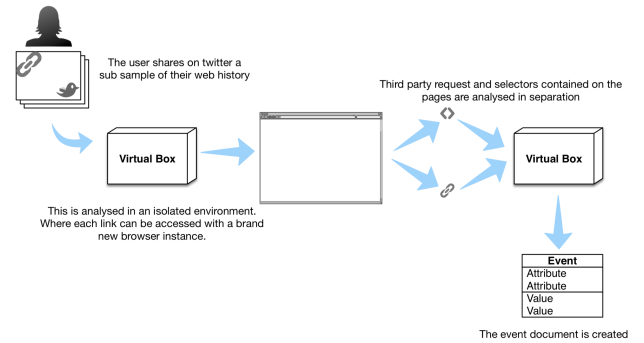 The user shares on twitter a
sub sample of their web history
Third party request and selectors contained on the
pages are analysed in separation
Virtual Box
Virtual Box
This is analysed in an isolated environment.
Where each link can be accessed with a brand
new browser instance.
Event
Attribute
Attribute
Value
Value
The event document is created